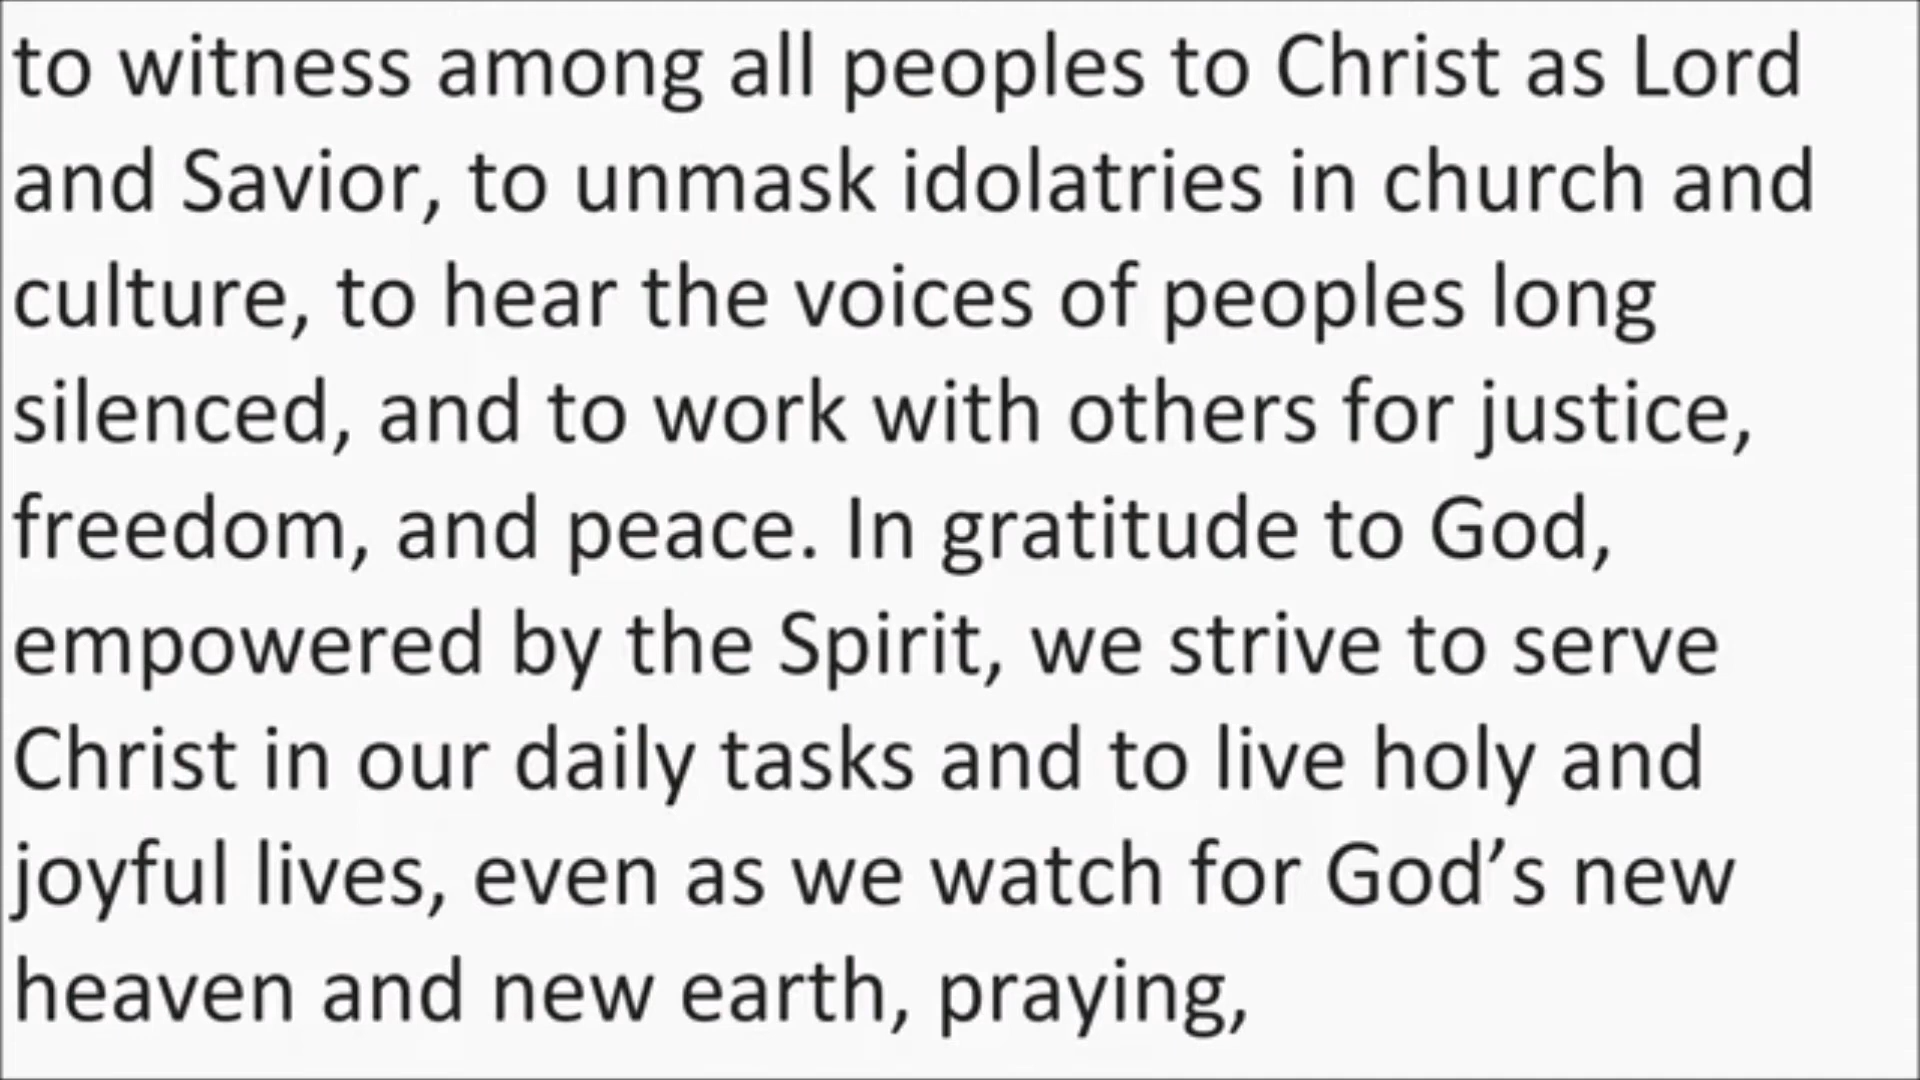 to witness among all peoples to Christ as Lord
and Savior, to unmask idolatries in church and
culture, to hear the voices of peoples long
silenced, and to work with others for justice,
freedom, and peace. In gratitude to God,
empowered by the Spirit, we strive to serve
Christ in our daily tasks and to live holy and
joyful lives, even as we watch for God’s new
heaven and new earth, praying,